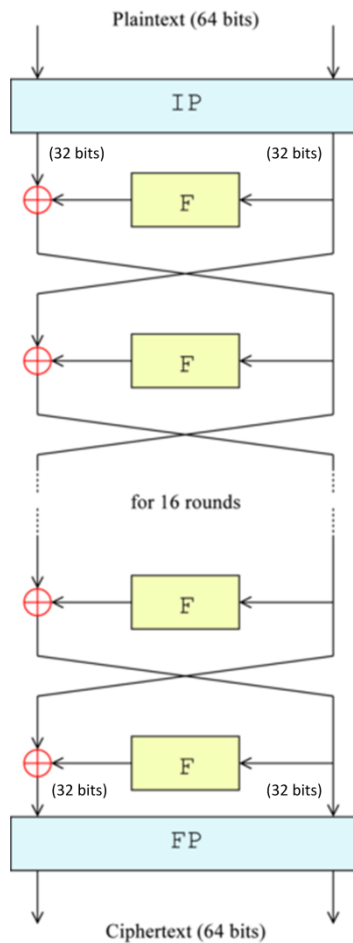 Plaintext (64 bits)
IP
(32 bits) (32 bits)
F
F
for 16 rounds
F
F
(32 bits) (32 bits)
FP
Ciphertext (64 bits)